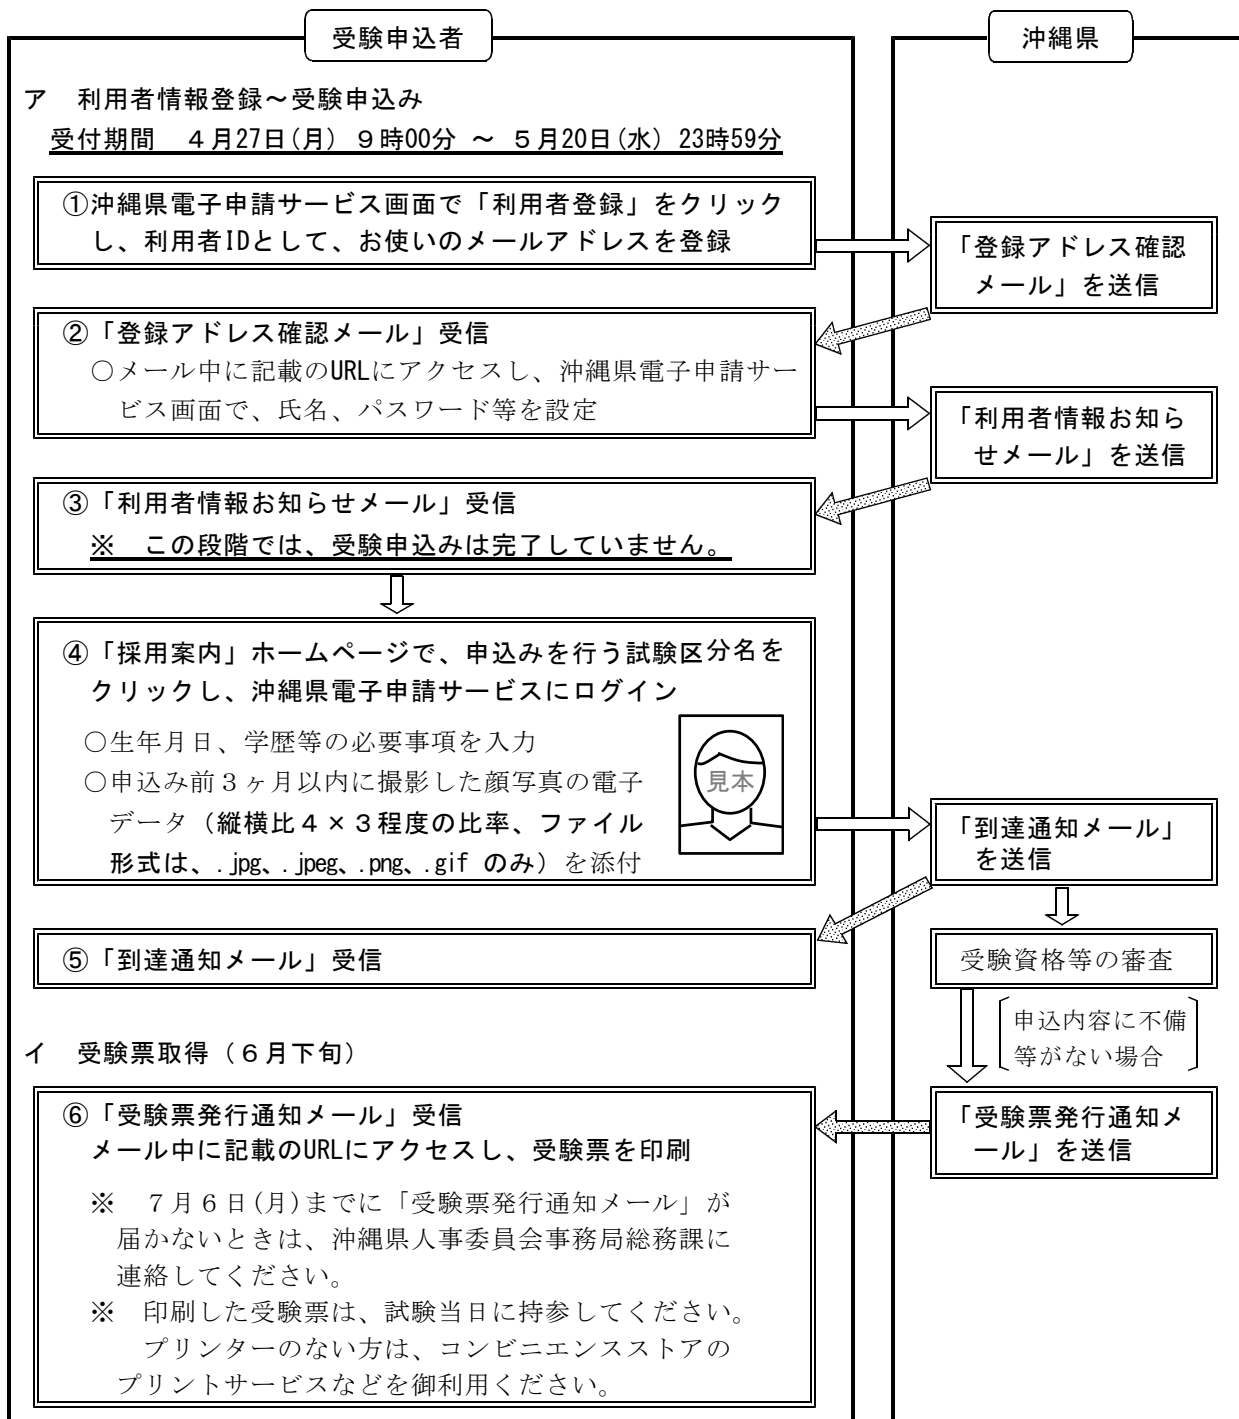 受験申込者
沖縄県
ア　利用者情報登録～受験申込み
受付期間　４月27日(月) ９時00分 ～ ５月20日(水) 23時59分
①沖縄県電子申請サービス画面で「利用者登録」をクリック
し、利用者IDとして、お使いのメールアドレスを登録
「登録アドレス確認
メール」を送信
②「登録アドレス確認メール」受信
○メール中に記載のURLにアクセスし、沖縄県電子申請サー
ビス画面で、氏名、パスワード等を設定
「利用者情報お知ら
せメール」を送信
③「利用者情報お知らせメール」受信
※　この段階では、受験申込みは完了していません。
④「採用案内」ホームページで、申込みを行う試験区分名を
クリックし、沖縄県電子申請サービスにログイン
○生年月日、学歴等の必要事項を入力
○申込み前３ヶ月以内に撮影した顔写真の電子
データ（縦横比４×３程度の比率、ファイル
形式は、.jpg、.jpeg、.png、.gif のみ）を添付
見本
「到達通知メール」
を送信
⑤「到達通知メール」受信
受験資格等の審査
申込内容に不備
等がない場合
イ　受験票取得（６月下旬）
⑥「受験票発行通知メール」受信
メール中に記載のURLにアクセスし、受験票を印刷
「受験票発行通知メ
ール」を送信
※　７月６日(月)までに「受験票発行通知メール」が
届かないときは、沖縄県人事委員会事務局総務課に
連絡してください。
※　印刷した受験票は、試験当日に持参してください。
プリンターのない方は、コンビニエンスストアの
プリントサービスなどを御利用ください。